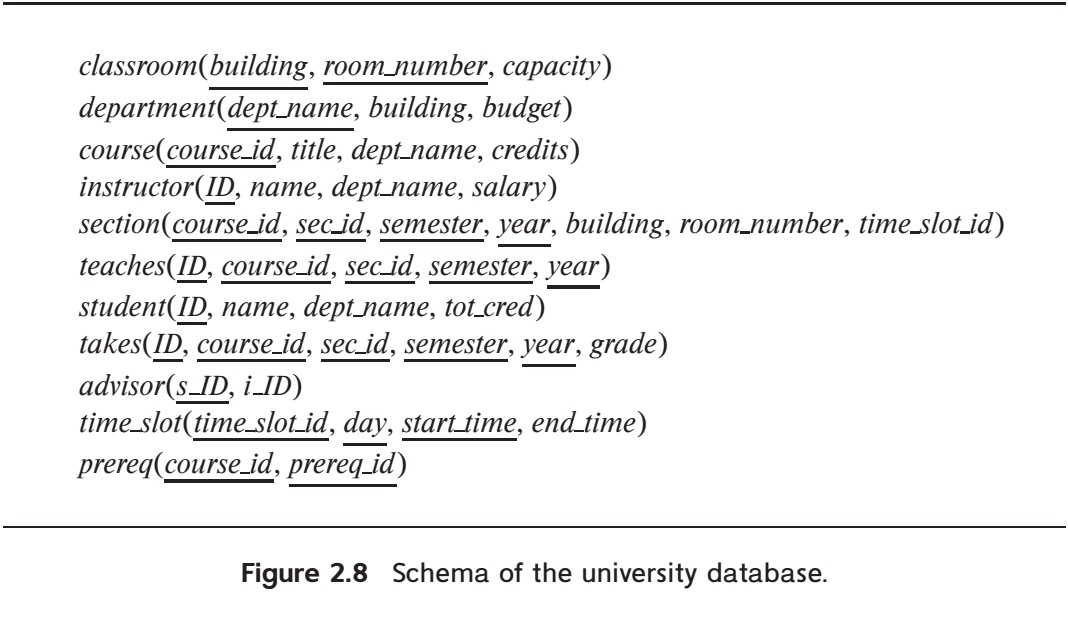 classroom(building, room_number, capacity)
department(dept_name, building, budget)
course(course_id, title, dept_name, credits)
instructor(ID, name, dept_name, salary)
section(course_id, sec_id, semester, year, building, room_number, time_slot_id)
teaches(ID, course_id, sec_id, semester, year)
student(ID, name, dept_name, tot_cred)
takes(ID, course_id, sec_id, semester, year, grade)
advisor(s_ID, i_ID)
time_slot(time_slot_id, day, start_time, end_time)
prereq(course_id, prereq_id)
Figure 2.8 Schema of the university database.